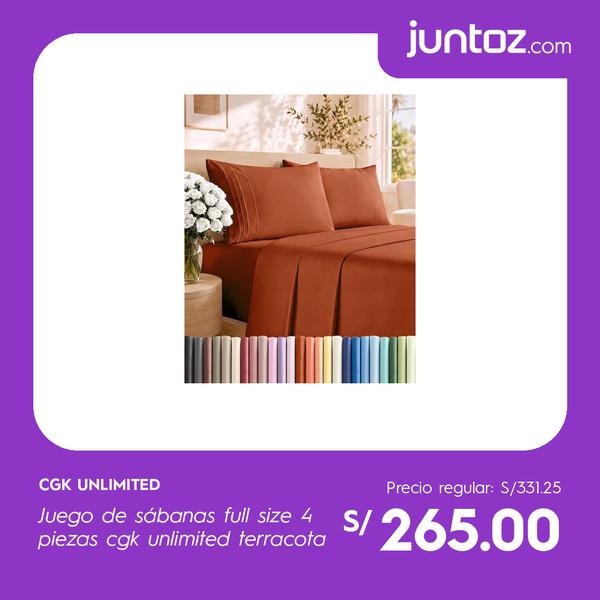 juntoz.com
CGK UNLIMITED
Juego de sábanas full size 4
piezas cgk unlimited terracota
Precio regular: S/331.25
S/ 265.00